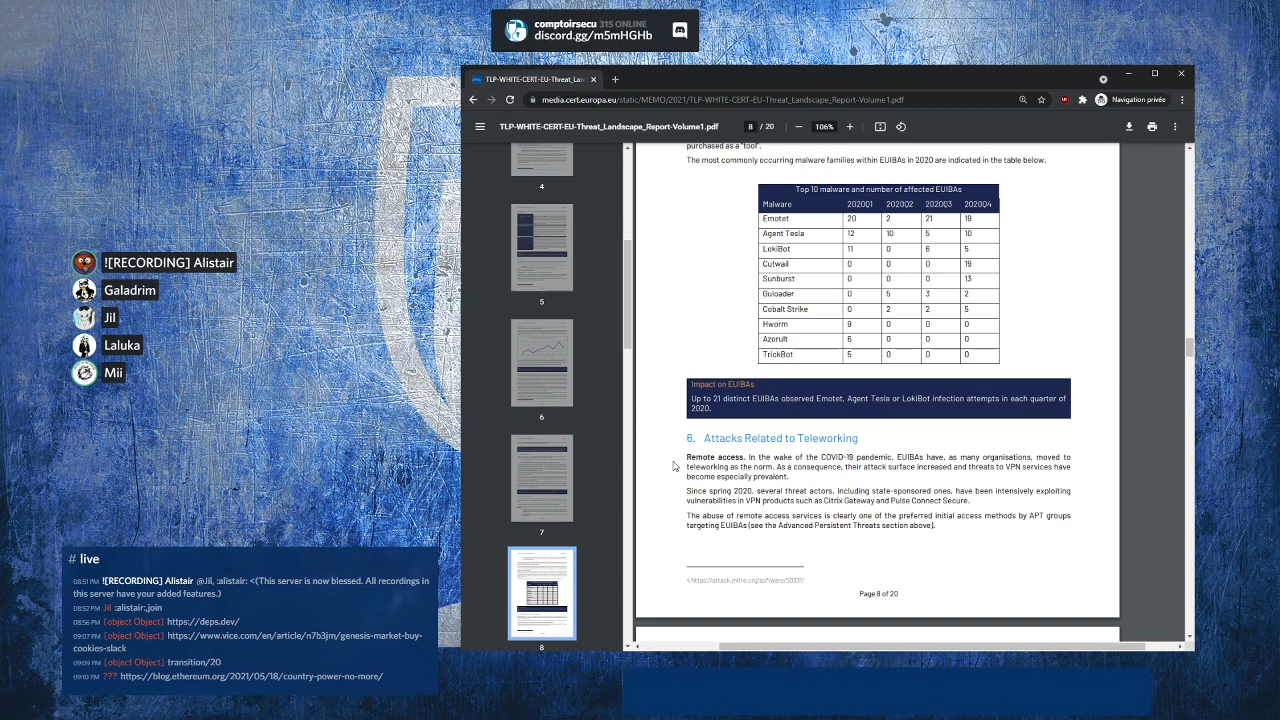 comptoirsecu 315 ONLINE
discord.gg/m5mHGHb
TLP-WHITE-CERT-EU-Threat_Lan
media.cert.europa.eu/static/MEMO/2021/TLP-WHITE-CERT-EU-Threat_Landscape_Report-Volume1.pdf
Navigation privée
TLP-WHITE-CERT-EU-Threat_Landscape_Report-Volume1.pdf
8 / 20
106%
4
5
6
7
8
purchased as a "tool".
The most commonly occurring malware families within EUIBAs in 2020 are indicated in the table below.
Top 10 malware and number of affected EUIBAs
Malware 2020Q1 2020Q2 2020Q3 2020Q4
Emotet 20 2 21 19
Agent Tesla 12 10 5 10
LokiBot 11 0 6 5
Cutwail 0 0 0 19
Sunburst 0 0 0 13
Guloader 0 5 3 2
Cobalt Strike 0 2 2 5
Hworm 9 0 0 0
Azorult 6 0 0 0
TrickBot 5 0 0 0
Impact on EUIBAs
Up to 21 distinct EUIBAs observed Emotet, Agent Tesla or LokiBot infection attempts in each quarter of
2020.
6. Attacks Related to Teleworking
Remote access. In the wake of the COVID-19 pandemic, EUIBAs have, as many organisations, moved to
teleworking as the norm. As a consequence, their attack surface increased and threats to VPN services have
become especially prevalent.
Since spring 2020, several threat actors, including state-sponsored ones, have been intensively exploiting
vulnerabilities in VPN products such as Citrix Gateway and Pulse Connect Secure.
The abuse of remote access services is clearly one of the preferred initial access methods by APT groups
targeting EUIBAs (see the Advanced Persistent Threats section above).
4 https://attack.mitre.org/software/S0331/
Page 8 of 20
![RECORDING] Alistair
Galadrim
Jil
Laluka
Mii
# live
08:51 PM ![RECORDING] Alistair @Jil, :alistair: <(This server is now blessed. All recordings in
this server have your added features.)
08:52 PM Jil :alistair:,join
08:56 PM [object Object] https://deps.dev/
09:07 PM [object Object] https://www.vice.com/en/article/n7b3jm/genesis-market-buy-
cookies-slack
09:09 PM [object Object] transition/20
09:10 PM ??? https://blog.ethereum.org/2021/05/18/country-power-no-more/